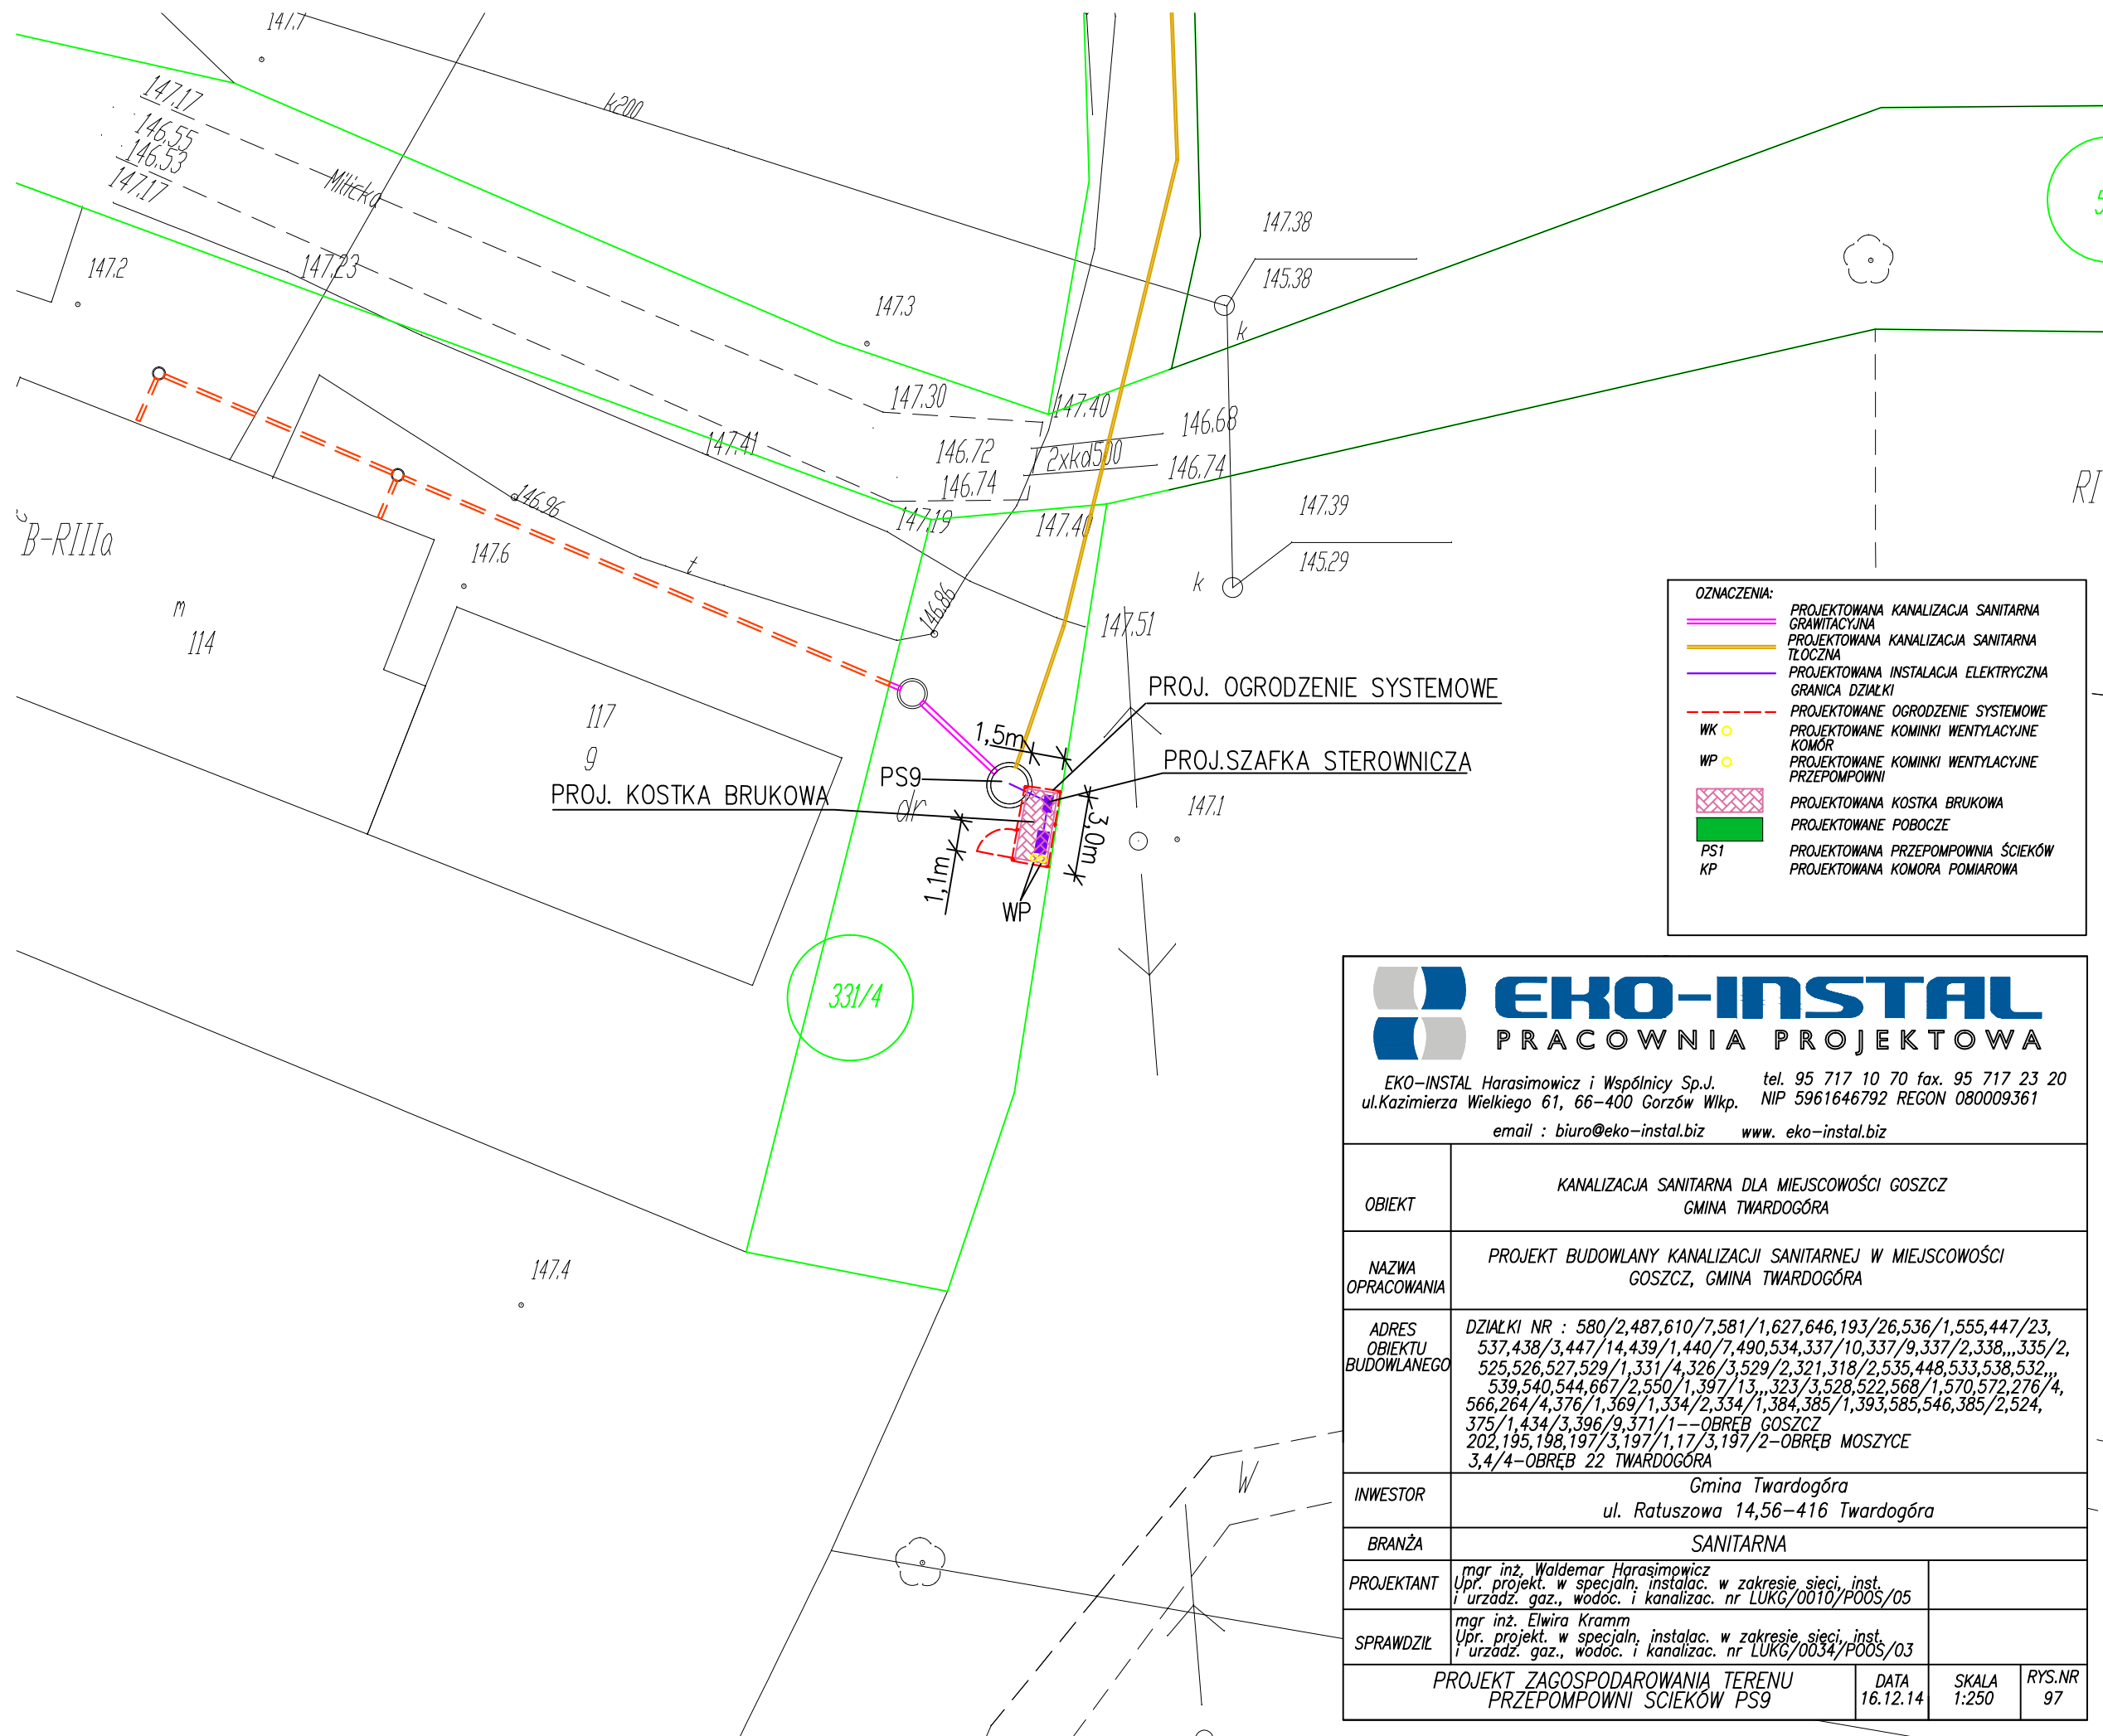 147.7
k200
147.17
146.55
146.53
147.17
Milicka
147.2
147.23
147.3
147.38
145.38
k
147.30
147.40
146.68
146.72
2xkd500
146.74
146.74
147.41
147.19
147.40
147.39
145.29
k
RI
B-RIIIa
146.96
147.6
t
m
114
146.86
147.51
117
9
PROJ. OGRODZENIE SYSTEMOWE
1,5m
PROJ.SZAFKA STEROWNICZA
PS9
PROJ. KOSTKA BRUKOWA
dr
147.1
3,0m
1,1m
WP
331/4
147.4
W
OZNACZENIA:
PROJEKTOWANA KANALIZACJA SANITARNA
GRAWITACYJNA
PROJEKTOWANA KANALIZACJA SANITARNA
TŁOCZNA
PROJEKTOWANA INSTALACJA ELEKTRYCZNA
GRANICA DZIAŁKI
PROJEKTOWANE OGRODZENIE SYSTEMOWE
WK PROJEKTOWANE KOMINKI WENTYLACYJNE
KOMÓR
WP PROJEKTOWANE KOMINKI WENTYLACYJNE
PRZEPOMPOWNI
PROJEKTOWANA KOSTKA BRUKOWA
PROJEKTOWANE POBOCZE
PS1 PROJEKTOWANA PRZEPOMPOWNIA ŚCIEKÓW
KP PROJEKTOWANA KOMORA POMIAROWA
EKO-INSTAL
PRACOWNIA PROJEKTOWA
EKO-INSTAL Harasimowicz i Wspólnicy Sp.J. tel. 95 717 10 70 fax. 95 717 23 20
ul.Kazimierza Wielkiego 61, 66-400 Gorzów Wlkp. NIP 5961646792 REGON 080009361
email : biuro@eko-instal.biz www. eko-instal.biz
OBIEKT
KANALIZACJA SANITARNA DLA MIEJSCOWOŚCI GOSZCZ
GMINA TWARDOGÓRA
NAZWA
OPRACOWANIA
PROJEKT BUDOWLANY KANALIZACJI SANITARNEJ W MIEJSCOWOŚCI
GOSZCZ, GMINA TWARDOGÓRA
ADRES
OBIEKTU
BUDOWLANEGO
DZIAŁKI NR : 580/2,487,610/7,581/1,627,646,193/26,536/1,555,447/23,
537,438/3,447/14,439/1,440/7,490,534,337/10,337/9,337/2,338,,,335/2,
525,526,527,529/1,331/4,326/3,529/2,321,318/2,535,448,533,538,532,,,
539,540,544,667/2,550/1,397/13,,,323/3,528,522,568/1,570,572,276/4,
566,264/4,376/1,369/1,334/2,334/1,384,385/1,393,585,546,385/2,524,
375/1,434/3,396/9,371/1--OBRĘB GOSZCZ
202,195,198,197/3,197/1,17/3,197/2-OBRĘB MOSZYCE
3,4/4-OBRĘB 22 TWARDOGÓRA
INWESTOR
Gmina Twardogóra
ul. Ratuszowa 14,56-416 Twardogóra
BRANŻA
SANITARNA
PROJEKTANT
mgr inż. Waldemar Harasimowicz
Upr. projekt. w specjaln. instalac. w zakresie sieci, inst.
i urządz. gaz., wodoc. i kanalizac. nr LUKG/0010/POOS/05
SPRAWDZIŁ
mgr inż. Elwira Kramm
Upr. projekt. w specjaln. instalac. w zakresie sieci, inst.
i urządz. gaz., wodoc. i kanalizac. nr LUKG/0034/POOS/03
PROJEKT ZAGOSPODAROWANIA TERENU
PRZEPOMPOWNI SCIEKÓW PS9
DATA
16.12.14
SKALA
1:250
RYS.NR
97